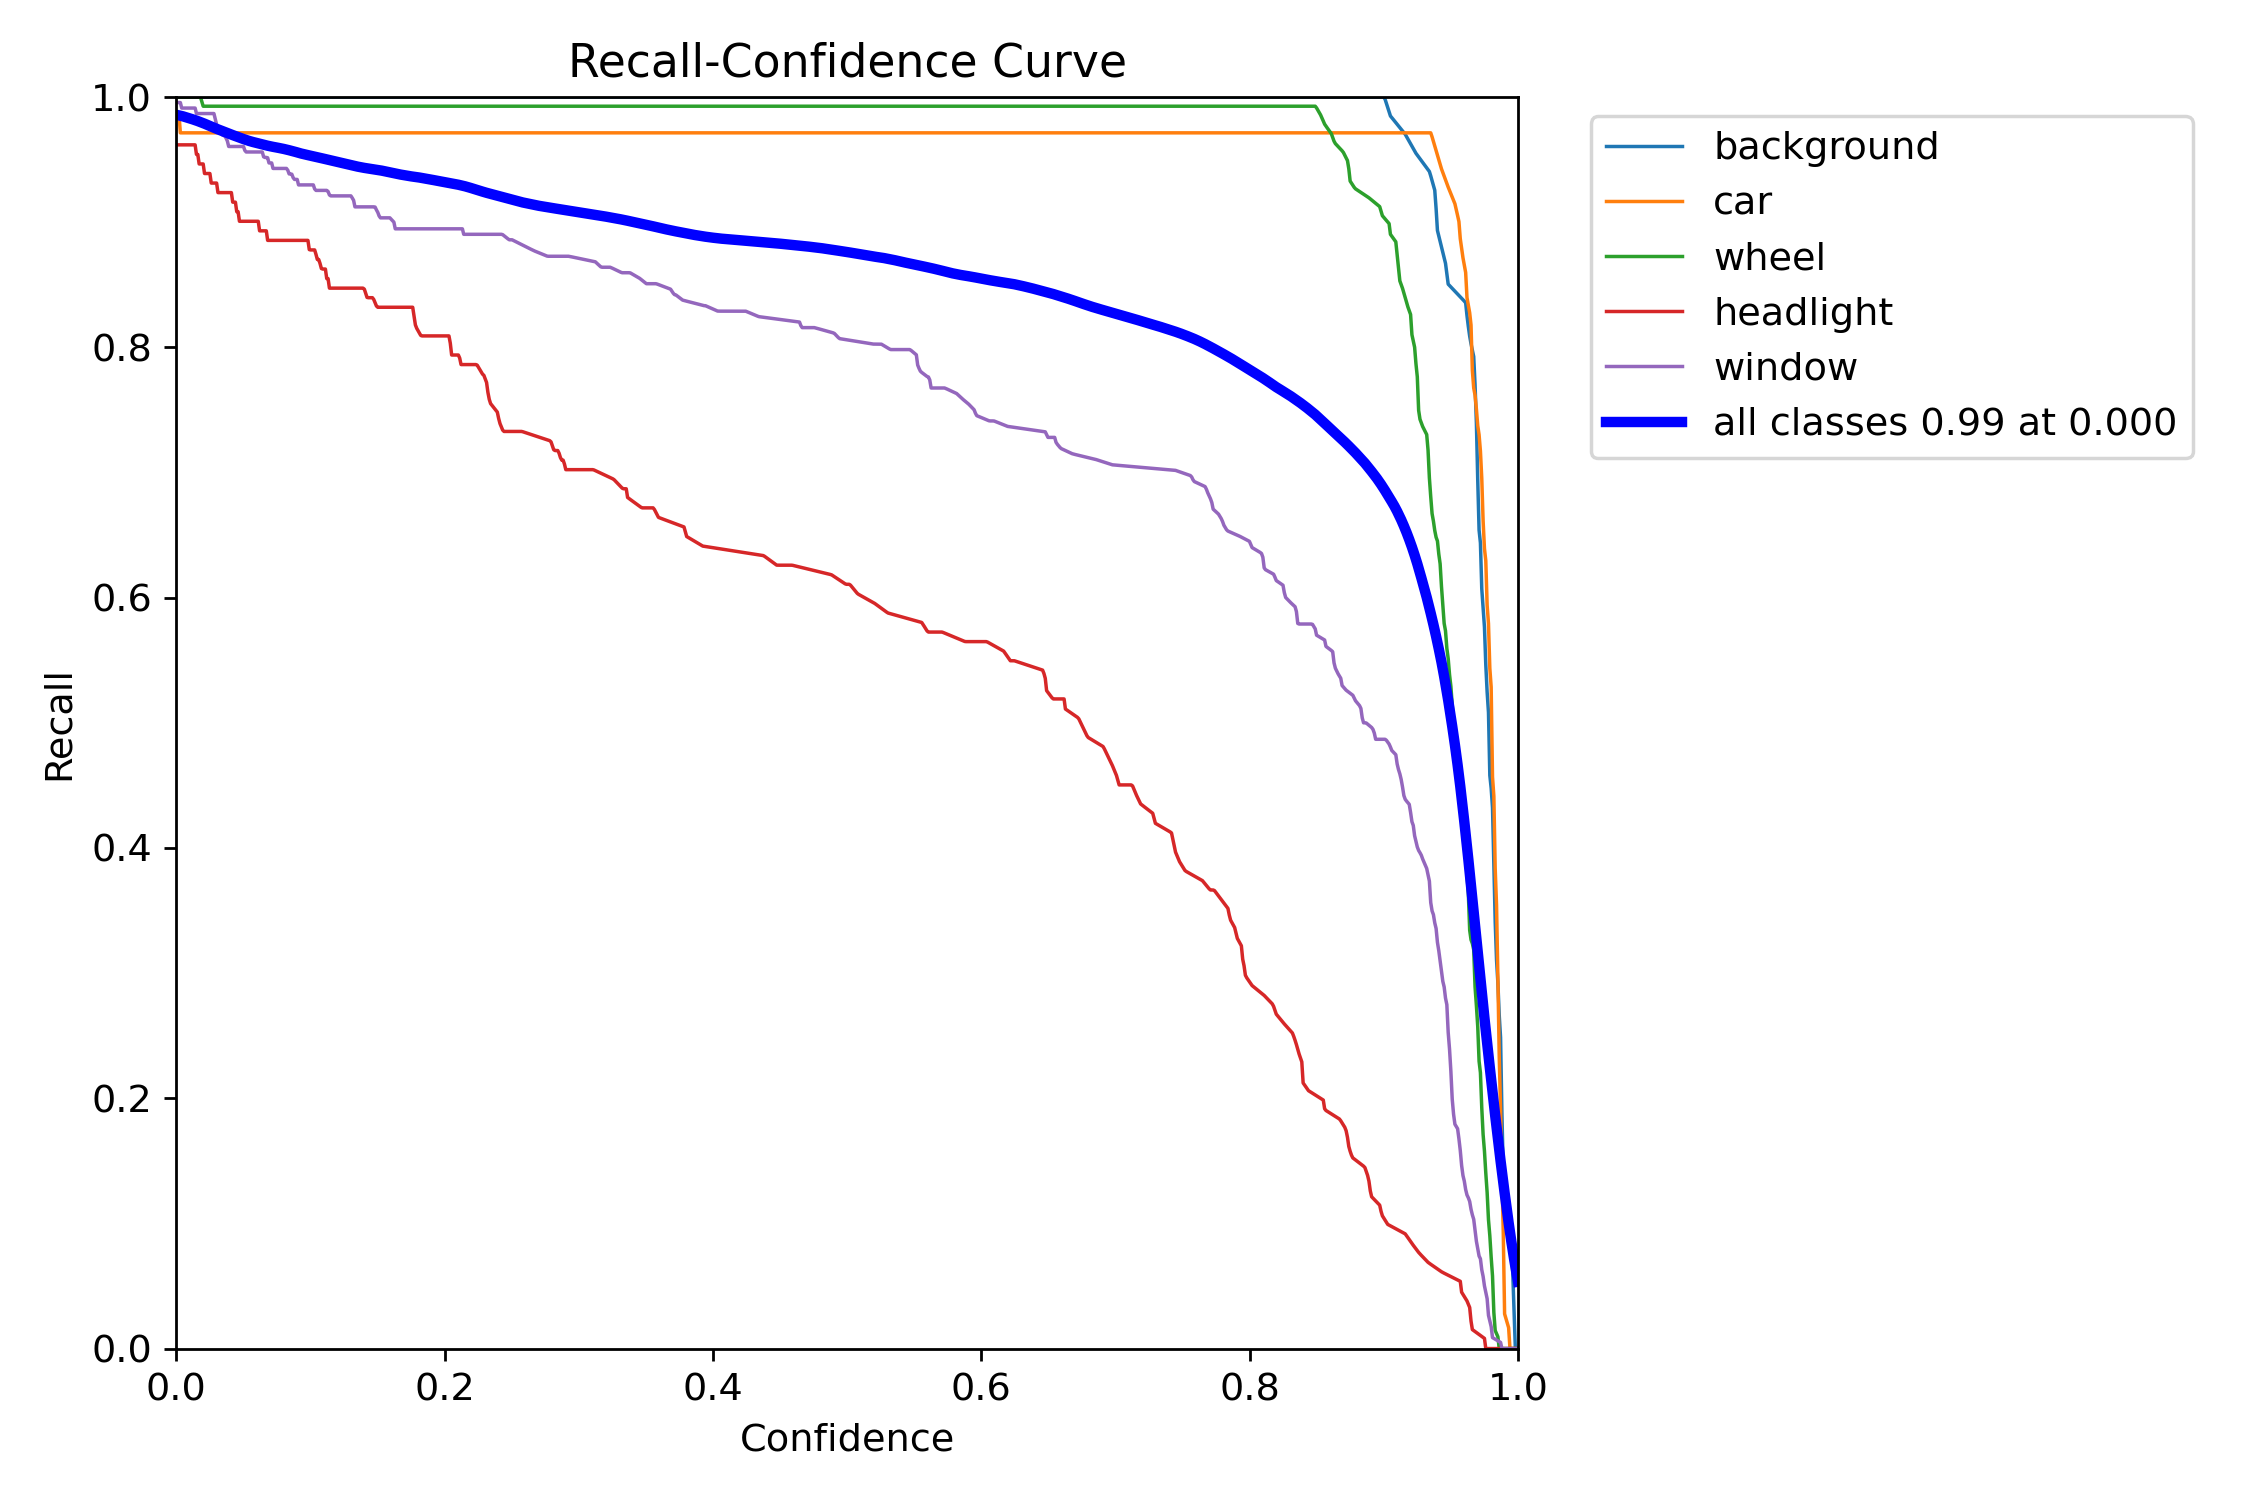 Recall-Confidence Curve
1.0
0.8
0.6
0.4
0.2
0.0
Recall
0.0 0.2 0.4 0.6 0.8 1.0
Confidence
background
car
wheel
headlight
window
all classes 0.99 at 0.000